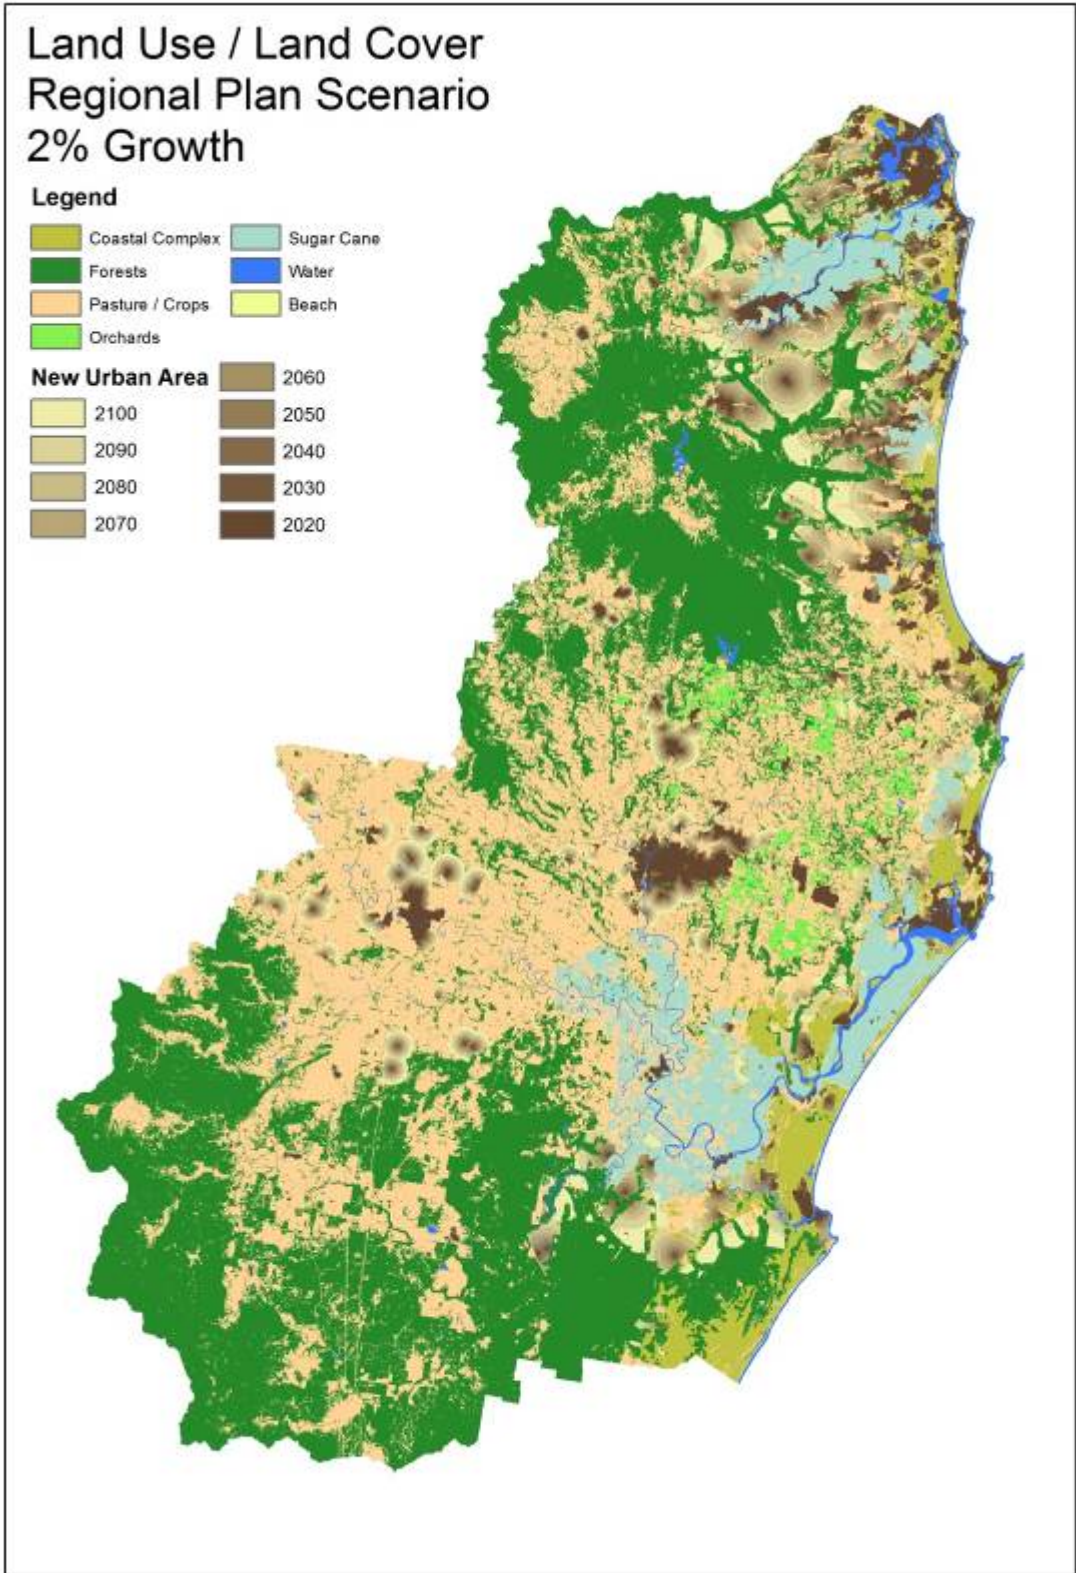 Land Use / Land Cover
Regional Plan Scenario
2% Growth
Legend
Coastal Complex
Sugar Cane
Forests
Water
Pasture / Crops
Beach
Orchards
New Urban Area
2060
2100
2050
2090
2040
2080
2030
2070
2020